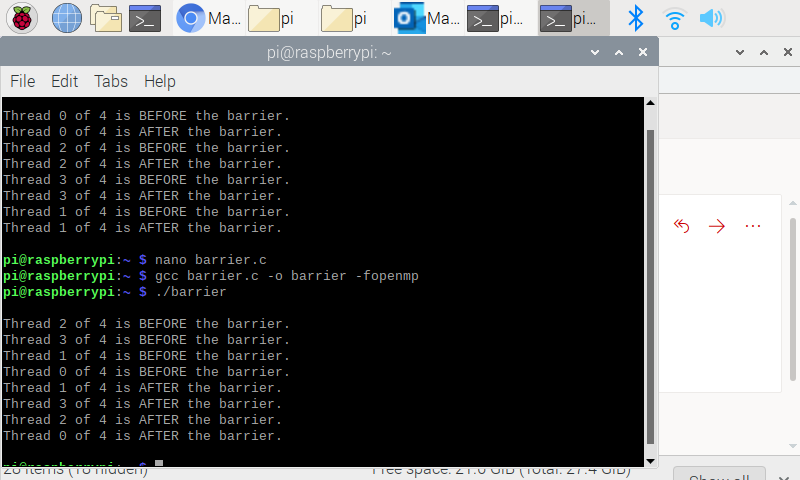 Ma...
pi
pi
Ma...
pi...
pi...
pi@raspberrypi: ~
File Edit Tabs Help
Thread 0 of 4 is BEFORE the barrier.
Thread 0 of 4 is AFTER the barrier.
Thread 2 of 4 is BEFORE the barrier.
Thread 2 of 4 is AFTER the barrier.
Thread 3 of 4 is BEFORE the barrier.
Thread 3 of 4 is AFTER the barrier.
Thread 1 of 4 is BEFORE the barrier.
Thread 1 of 4 is AFTER the barrier.
pi@raspberrypi:~ $ nano barrier.c
pi@raspberrypi:~ $ gcc barrier.c -o barrier -fopenmp
pi@raspberrypi:~ $ ./barrier
Thread 2 of 4 is BEFORE the barrier.
Thread 3 of 4 is BEFORE the barrier.
Thread 1 of 4 is BEFORE the barrier.
Thread 0 of 4 is BEFORE the barrier.
Thread 1 of 4 is AFTER the barrier.
Thread 3 of 4 is AFTER the barrier.
Thread 2 of 4 is AFTER the barrier.
Thread 0 of 4 is AFTER the barrier.
pi@raspberrypi:~ $
items (18 hidden) Free space: 21.6 GiB (Total: 27.4 GiB)
Show all